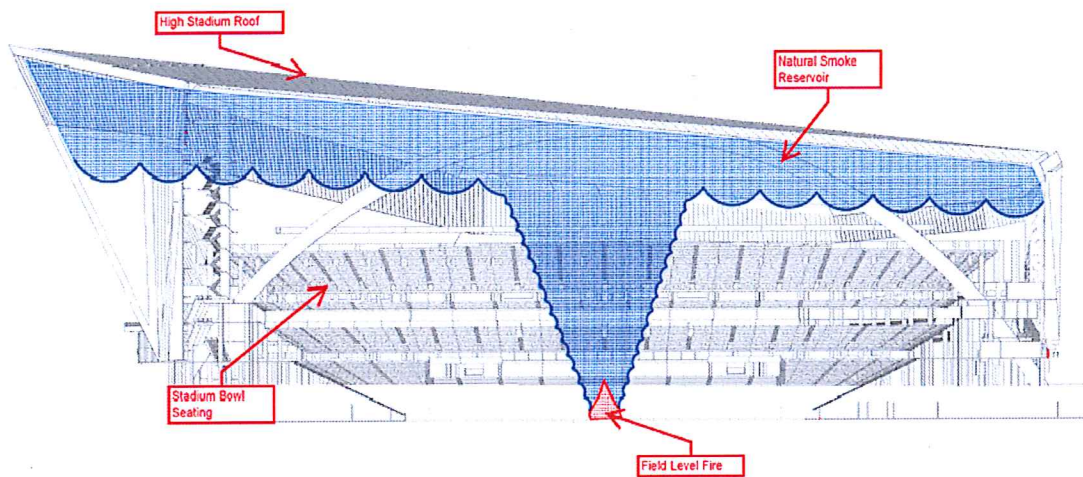 High Stadium Roof
Natural Smoke
Reservoir
Stadium Bowl
Seating
Field Level Fire